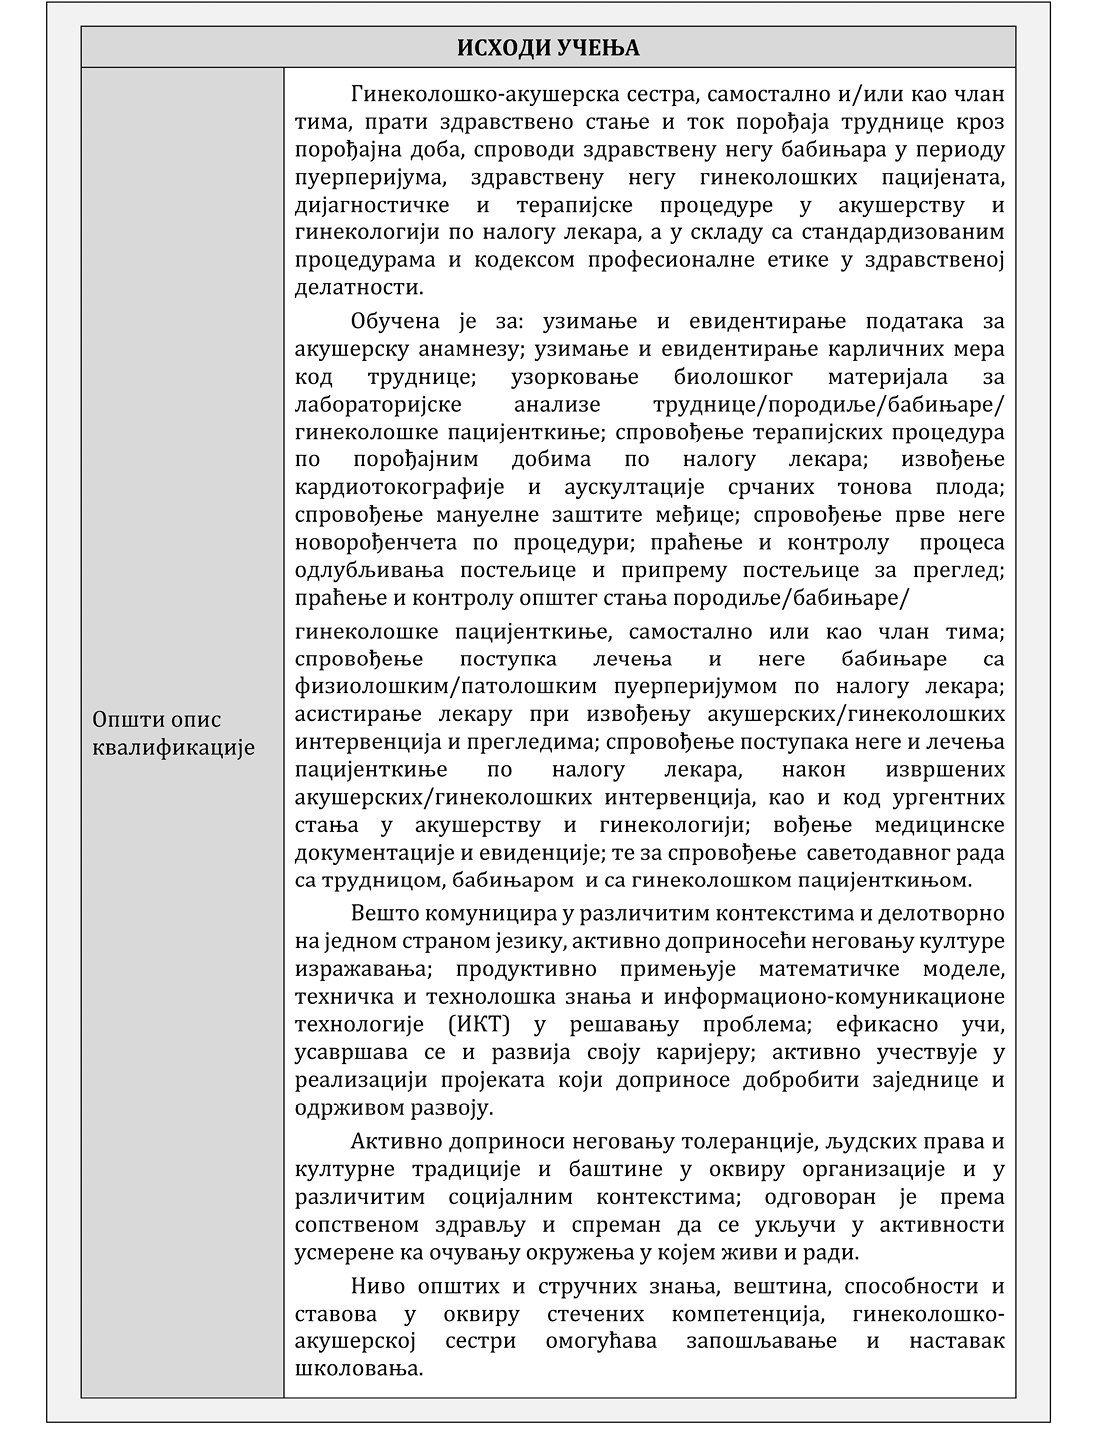 ИСХОДИ УЧЕЊА
Општи опис
квалификације
Гинеколошко-акушерска сестра, самостално и/или као члан
тима, прати здравствено стање и ток порођаја труднице кроз
порођајна доба, спроводи здравствену негу бабињара у периоду
пуерперијума, здравствену негу гинеколошких пацијената,
дијагностичке и терапијске процедуре у акушерству и
гинекологији по налогу лекара, а у складу са стандардизованим
процедурама и кодексом професионалне етике у здравственој
делатности.
Обучена је за: узимање и евидентирање података за
акушерску анамнезу; узимање и евидентирање карличних мера
код труднице; узорковање биолошког материјала за
лабораторијске анализе труднице/породиље/бабињаре/
гинеколошке пацијенткиње; спровођење терапијских процедура
по порођајним добима по налогу лекара; извођење
кардиотокографије и аускултације срчаних тонова плода;
спровођење мануелне заштите међице; спровођење прве неге
новорођенчета по процедури; праћење и контролу процеса
одлубљивања постељице и припрему постељице за преглед;
праћење и контролу општег стања породиље/бабињаре/
гинеколошке пацијенткиње, самостално или као члан тима;
спровођење поступка лечења и неге бабињаре са
физиолошким/патолошким пуерперијумом по налогу лекара;
асистирање лекару при извођењу акушерских/гинеколошких
интервенција и прегледима; спровођење поступака неге и лечења
пацијенткиње по налогу лекара, након извршених
акушерских/гинеколошких интервенција, као и код ургентних
стања у акушерству и гинекологији; вођење медицинске
документације и евиденције; те за спровођење саветодавног рада
са трудницом, бабињаром и са гинеколошком пацијенткињом.
Вешто комуницира у различитим контекстима и делотворно
на једном страном језику, активно доприносећи неговању културе
изражавања; продуктивно примењује математичке моделе,
техничка и технолошка знања и информационо-комуникационе
технологије (ИКТ) у решавању проблема; ефикасно учи,
усавршава се и развија своју каријеру; активно учествује у
реализацији пројеката који доприносе добробити заједнице и
одрживом развоју.
Активно доприноси неговању толеранције, људских права и
културне традиције и баштине у оквиру организације и у
различитим социјалним контекстима; одговоран је према
сопственом здрављу и спреман да се укључи у активности
усмерене ка очувању окружења у којем живи и ради.
Ниво општих и стручних знања, вештина, способности и
ставова у оквиру стечених компетенција, гинеколошко-
акушерској сестри омогућава запошљавање и наставак
школовања.